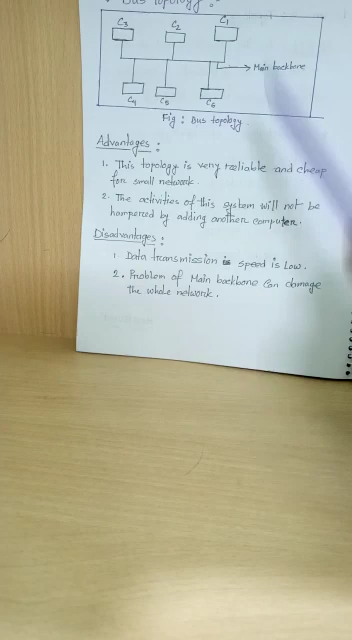 Bus topology :
C3 C2 C1
Main backbone
C4 C5 C6
Fig : Bus topology.
Advantages :
1. This topology is very reliable and cheap
for small network.
2. The activities of this system will not be
hampered by adding another computer.
Disadvantages :
1. Data transmission is speed is Low.
2. Problem of Main backbone Can damage
the whole network.